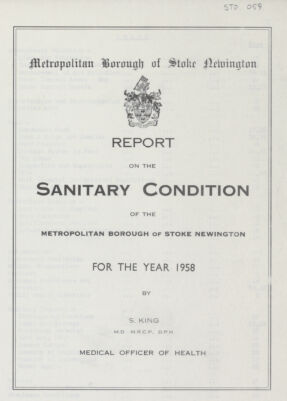 STO 059
Metropolitan Borough of Stoke Newington
REPORT
ON THE
SANITARY CONDITION
OF THE
METROPOLITAN BOROUGH OF STOKE NEWINGTON
FOR THE YEAR 1958
BY
S. KING
M.D. M.R.C.P. D.P.H.
MEDICAL OFFICER OF HEALTH